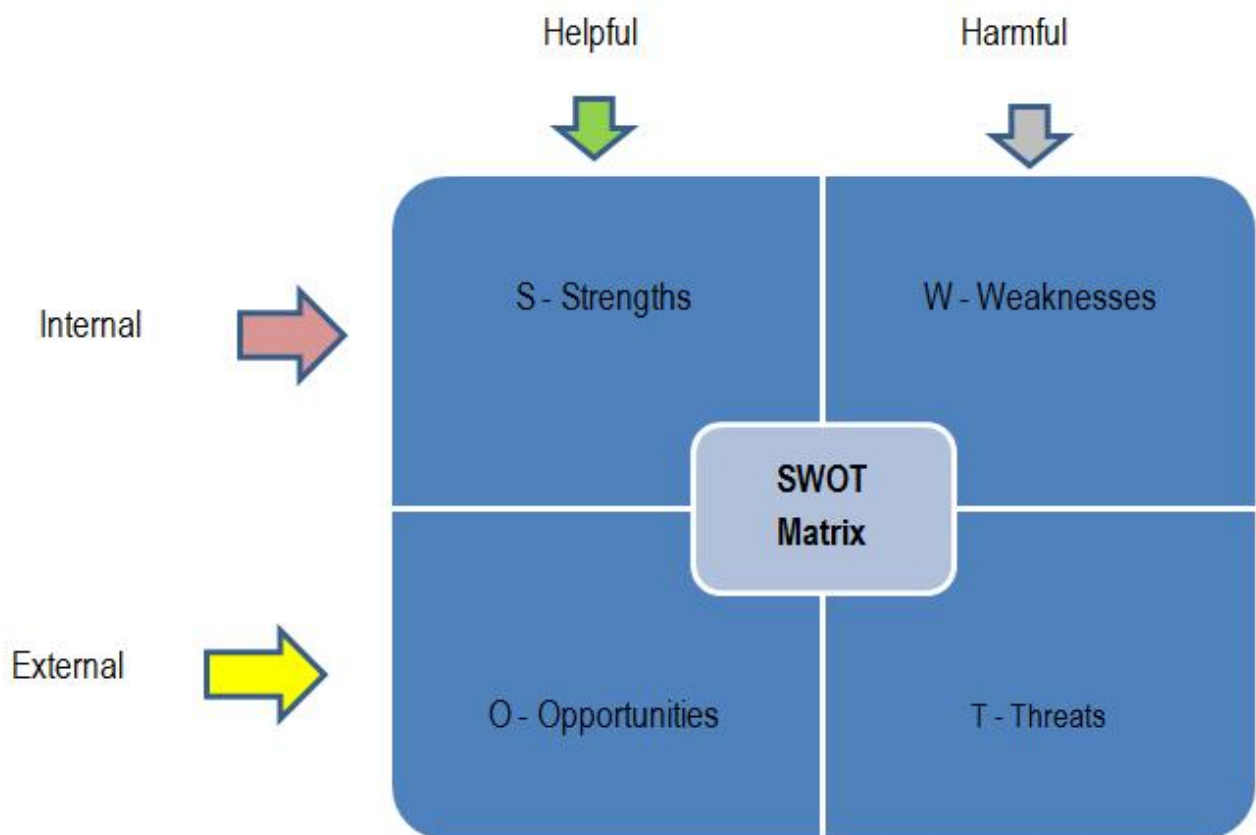 Helpful
Harmful
Internal
S - Strengths
W - Weaknesses
SWOT
Matrix
External
O - Opportunities
T - Threats